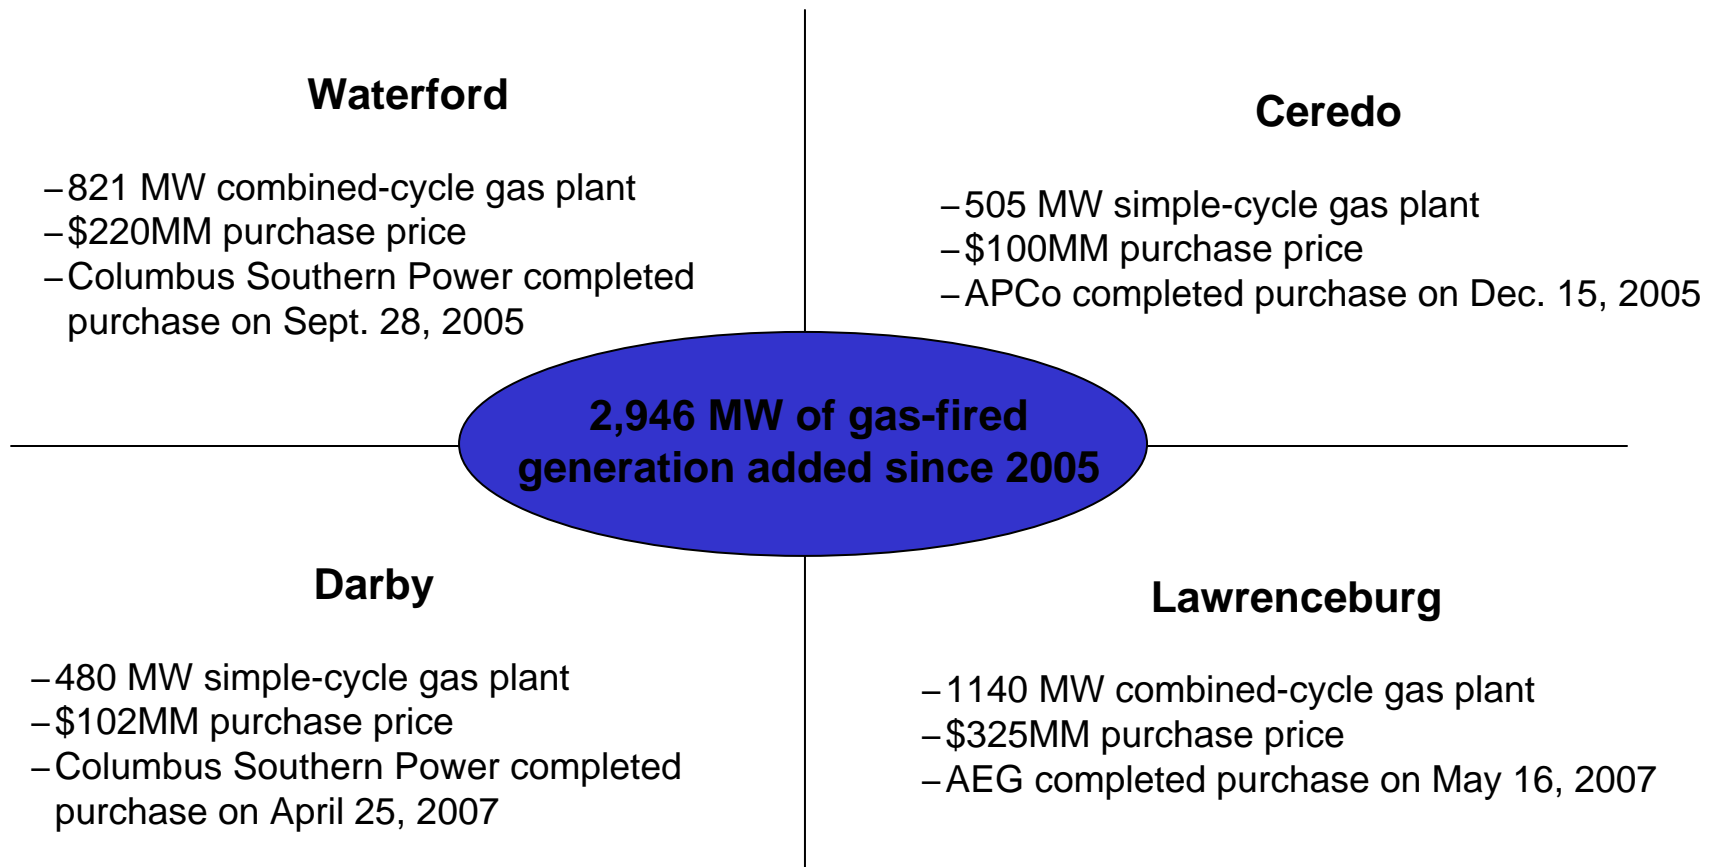 Waterford
–821 MW combined-cycle gas plant
–$220MM purchase price
–Columbus Southern Power completed
purchase on Sept. 28, 2005
Ceredo
–505 MW simple-cycle gas plant
–$100MM purchase price
–APCo completed purchase on Dec. 15, 2005
2,946 MW of gas-fired
generation added since 2005
Darby
–480 MW simple-cycle gas plant
–$102MM purchase price
–Columbus Southern Power completed
purchase on April 25, 2007
Lawrenceburg
–1140 MW combined-cycle gas plant
–$325MM purchase price
–AEG completed purchase on May 16, 2007